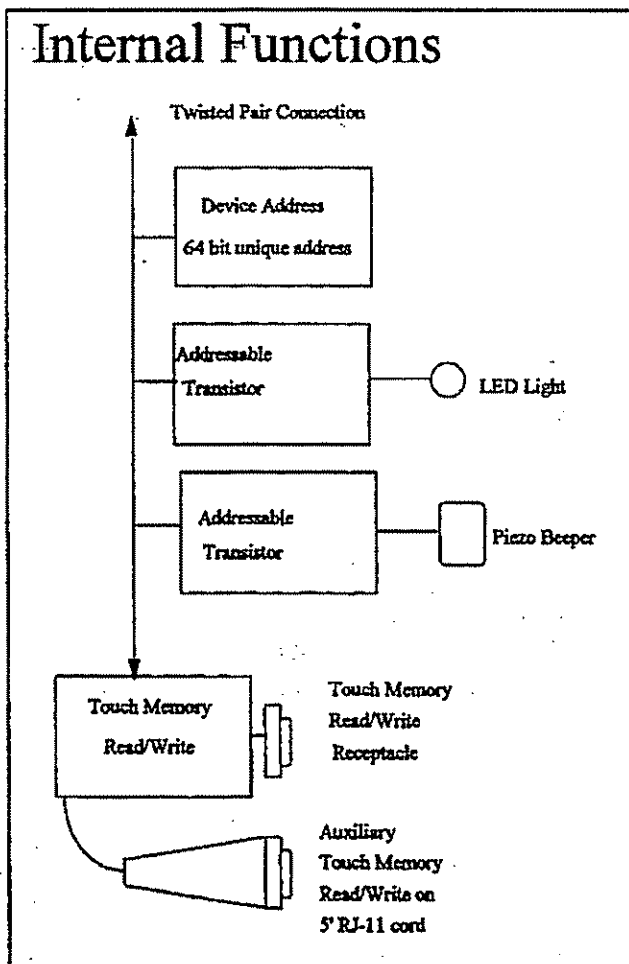 Internal Functions
Twisted Pair Connection
Device Address
64 bit unique address
Addressable
Transistor
LED Light
Addressable
Transistor
Piezo Beeper
Touch Memory
Read/Write
Touch Memory
Read/Write
Receptacle
Auxiliary
Touch Memory
Read/Write on
5' RJ-11 cord